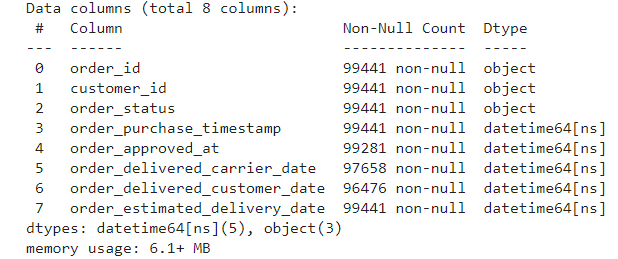 Data columns (total 8 columns):
#   Column                         Non-Null Count  Dtype
---  ------                         --------------  -----
0   order_id                       99441 non-null  object
1   customer_id                    99441 non-null  object
2   order_status                   99441 non-null  object
3   order_purchase_timestamp       99441 non-null  datetime64[ns]
4   order_approved_at              99281 non-null  datetime64[ns]
5   order_delivered_carrier_date   97658 non-null  datetime64[ns]
6   order_delivered_customer_date  96476 non-null  datetime64[ns]
7   order_estimated_delivery_date  99441 non-null  datetime64[ns]
dtypes: datetime64[ns](5), object(3)
memory usage: 6.1+ MB